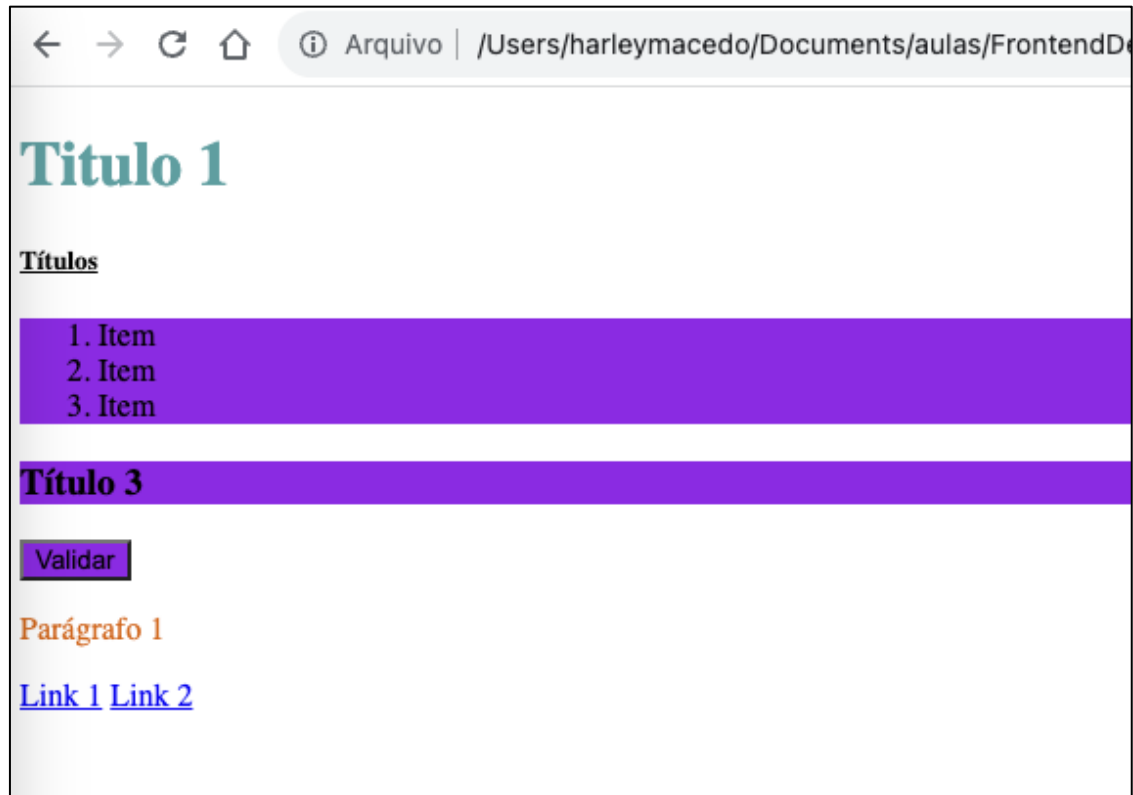 Arquivo | /Users/harleymacedo/Documents/aulas/FrontendDe
Titulo 1
Títulos
1. Item
2. Item
3. Item
Título 3
Validar
Parágrafo 1
Link 1 Link 2